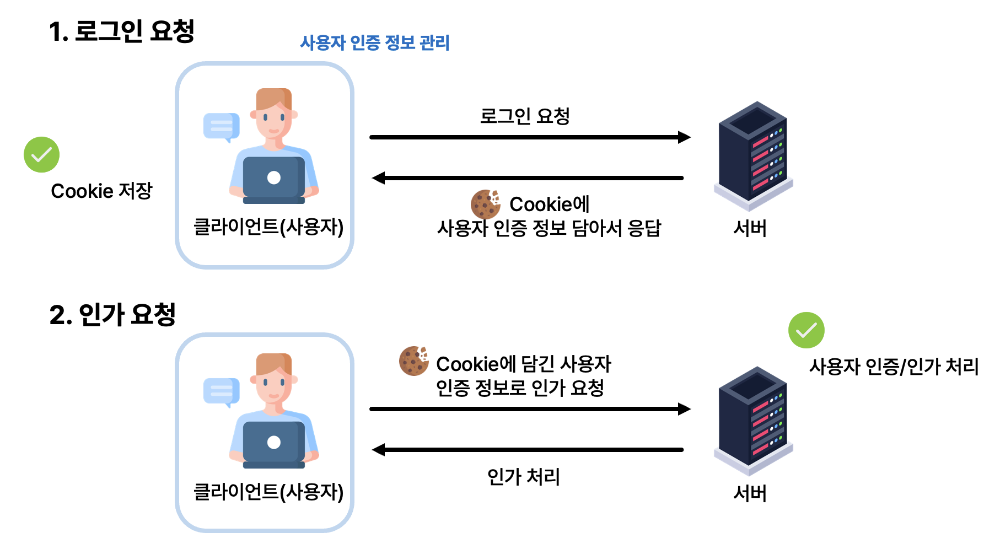 1. 로그인 요청
사용자 인증 정보 관리
로그인 요청
Cookie 저장
Cookie에
사용자 인증 정보 담아서 응답
클라이언트(사용자)
서버
2. 인가 요청
Cookie에 담긴 사용자
인증 정보로 인가 요청
사용자 인증/인가 처리
인가 처리
클라이언트(사용자)
서버